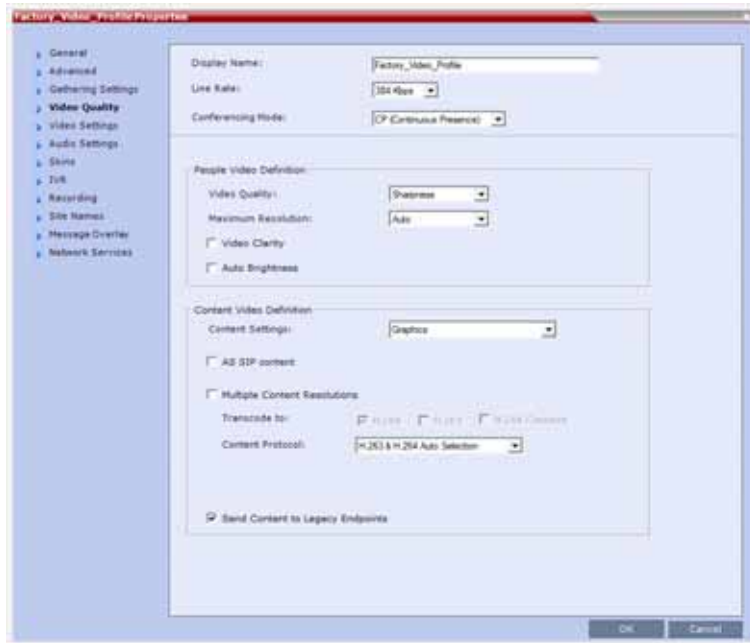 Factory_Video_Profile Properties
General
Advanced
Gathering Settings
Video Quality
Video Settings
Audio Settings
Skins
IVR
Recording
Site Names
Message Overlay
Network Services
Display Name: Factory_Video_Profile
Line Rate: 384 Kbps
Conferencing Mode: CP (Continuous Presence)
People Video Definition
Video Quality: Sharpness
Maximum Resolution: Auto
Video Clarity
Auto Brightness
Content Video Definition
Content Settings: Graphics
AS SIP content
Multiple Content Resolutions
Transcode to:
Content Protocol: H.263 & H.264 Auto Selection
Send Content to Legacy Endpoints
OK Cancel